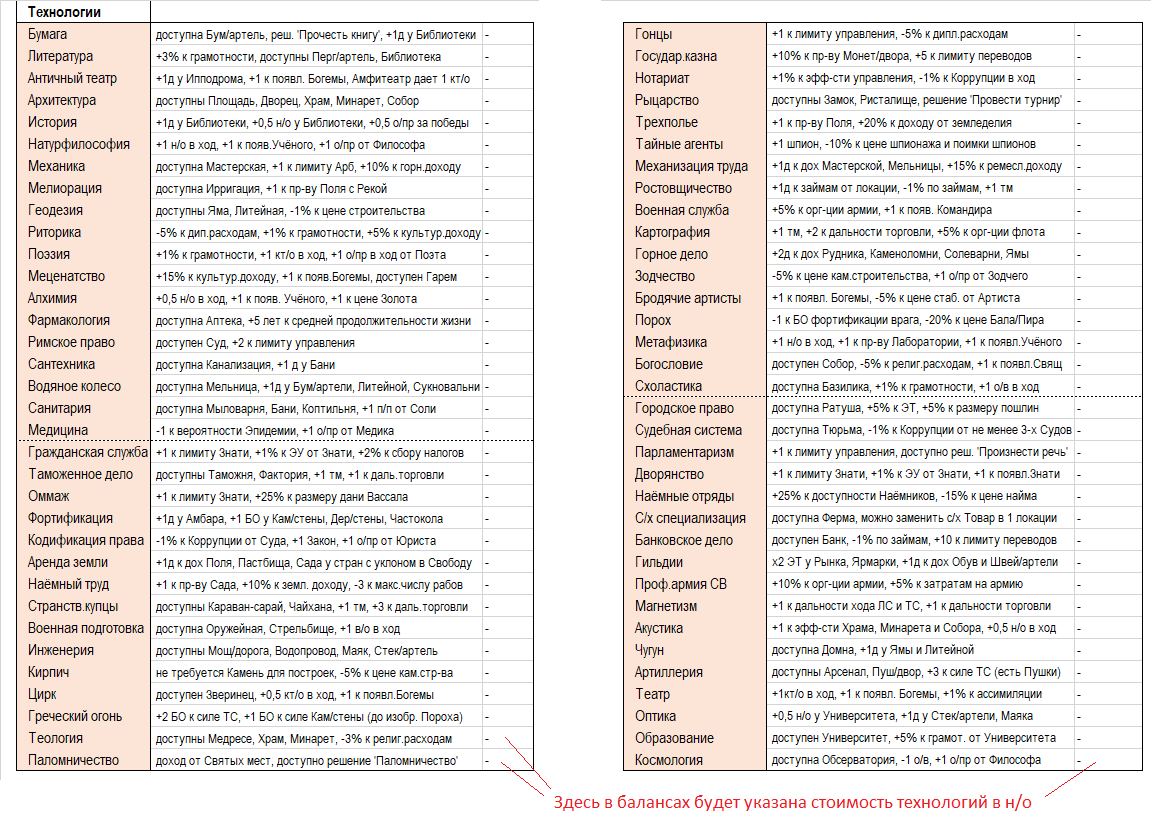 Технологии
Бумага доступна Бум/артель, реш. 'Прочесть книгу', +1д у Библиотеки -
Литература +3% к грамотности, доступны Перг/артель, Библиотека -
Античный театр +1д у Ипподрома, +1 к появл. Богемы, Амфитеатр дает 1 кт/о -
Архитектура доступны Площадь, Дворец, Храм, Минарет, Собор -
История +1д у Библиотеки, +0,5 н/о у Библиотеки, +0,5 о/пр за победы -
Натурфилософия +1 н/о в ход, +1 к появ.Учёного, +1 о/пр от Философа -
Механика доступна Мастерская, +1 к лимиту Арб, +10% к горн.доходу -
Мелиорация доступна Ирригация, +1 к пр-ву Поля с Рекой -
Геодезия доступны Яма, Литейная, -1% к цене строительства -
Риторика -5% к дип.расходам, +1% к грамотности, +5% к культур.доходу -
Поэзия +1% к грамотности, +1 кт/о в ход, +1 о/пр в ход от Поэта -
Меценатство +15% к культур.доходу, +1 к появ.Богемы, доступен Гарем -
Алхимия +0,5 н/о в ход, +1 к появ. Учёного, +1 к цене Золота -
Фармакология доступна Аптека, +5 лет к средней продолжительности жизни -
Римское право доступен Суд, +2 к лимиту управления -
Сантехника доступна Канализация, +1 д у Бани -
Водяное колесо доступна Мельница, +1д у Бум/артели, Литейной, Сукновальни -
Санитария доступна Мыловарня, Бани, Коптильня, +1 п/п от Соли -
Медицина -1 к вероятности Эпидемии, +1 о/пр от Медика -
Гражданская служба +1 к лимиту Знати, +1% к ЭУ от Знати, +2% к сбору налогов -
Таможенное дело доступны Таможня, Фактория, +1 тм, +1 к даль.торговли -
Оммаж +1 к лимиту Знати, +25% к размеру дани Вассала -
Фортификация +1д у Амбара, +1 БО у Кам/стены, Дер/стены, Частокола -
Кодификация права -1% к Коррупции от Суда, +1 Закон, +1 о/пр от Юриста -
Аренда земли +1д к дох Поля, Пастбища, Сада у стран с уклоном в Свободу -
Наёмный труд +1 к пр-ву Сада, +10% к земл. доходу, -3 к макс.числу рабов -
Странств.купцы доступны Караван-сарай, Чайхана, +1 тм, +3 к даль.торговли -
Военная подготовка доступна Оружейная, Стрельбище, +1 в/о в ход -
Инженерия доступны Мощ/дорога, Водопровод, Маяк, Стек/артель -
Кирпич не требуется Камень для построек, -5% к цене кам.стр-ва -
Цирк доступен Зверинец, +0,5 кт/о в ход, +1 к появл.Богемы -
Греческий огонь +2 БО к силе ТС, +1 БО к силе Кам/стены (до изобр. Пороха) -
Теология доступны Медресе, Храм, Минарет, -3% к религ.расходам -
Паломничество доход от Святых мест, доступно решение 'Паломничество' -
Гонцы +1 к лимиту управления, -5% к дипл.расходам -
Государ.казна +10% к пр-ву Монет/двора, +5 к лимиту переводов -
Нотариат +1% к эфф-сти управления, -1% к Коррупции в ход -
Рыцарство доступны Замок, Ристалище, решение 'Провести турнир' -
Трехполье +1 к пр-ву Поля, +20% к доходу от земледелия -
Тайные агенты +1 шпион, -10% к цене шпионажа и поимки шпионов -
Механизация труда +1д к дох Мастерской, Мельницы, +15% к ремесл.доходу -
Ростовщичество +1д к займам от локации, -1% по займам, +1 тм -
Военная служба +5% к орг-ции армии, +1 к появ. Командира -
Картография +1 тм, +2 к дальности торговли, +5% к орг-ции флота -
Горное дело +2д к дох Рудника, Каменоломни, Солеварни, Ямы -
Зодчество -5% к цене кам.строительства, +1 о/пр от Зодчего -
Бродячие артисты +1 к появл. Богемы, -5% к цене стаб. от Артиста -
Порох -1 к БО фортификации врага, -20% к цене Бала/Пира -
Метафизика +1 н/о в ход, +1 к пр-ву Лаборатории, +1 к появл.Учёного -
Богословие доступен Собор, -5% к религ.расходам, +1 к появл.Свящ -
Схоластика доступна Базилика, +1% к грамотности, +1 о/в в ход -
Городское право доступна Ратуша, +5% к ЭТ, +5% к размеру пошлин -
Судебная система доступна Тюрьма, -1% к Коррупции от не менее 3-х Судов -
Парламентаризм +1 к лимиту управления, доступно реш. 'Произнести речь' -
Дворянство +1 к лимиту Знати, +1% к ЭУ от Знати, +1 к появл.Знати -
Наёмные отряды +25% к доступности Наёмников, -15% к цене найма -
С/х специализация доступна Ферма, можно заменить с/х Товар в 1 локации -
Банковское дело доступен Банк, -1% по займам, +10 к лимиту переводов -
Гильдии x2 ЭТ у Рынка, Ярмарки, +1д к дох Обув и Швей/артели -
Проф.армия СВ +10% к орг-ции армии, +5% к затратам на армию -
Магнетизм +1 к дальности хода ЛС и ТС, +1 к дальности торговли -
Акустика +1 к эфф-сти Храма, Минарета и Собора, +0,5 н/о в ход -
Чугун доступна Домна, +1д у Ямы и Литейной -
Артиллерия доступны Арсенал, Пуш/двор, +3 к силе ТС (есть Пушки) -
Театр +1кт/о в ход, +1 к появл. Богемы, +1% к ассимиляции -
Оптика +0,5 н/о у Университета, +1д у Стек/артели, Маяка -
Образование доступен Университет, +5% к грамот. от Университета -
Космология доступна Обсерватория, -1 о/в, +1 о/пр от Философа -
Здесь в балансах будет указана стоимость технологий в н/о